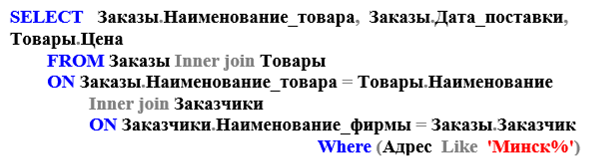 SELECT Заказы.Наименование_товара, Заказы.Дата_поставки,
Товары.Цена
FROM Заказы Inner join Товары
ON Заказы.Наименование_товара = Товары.Наименование
Inner join Заказчики
ON Заказчики.Наименование_фирмы = Заказы.Заказчик
Where (Адрес Like 'Минск%')